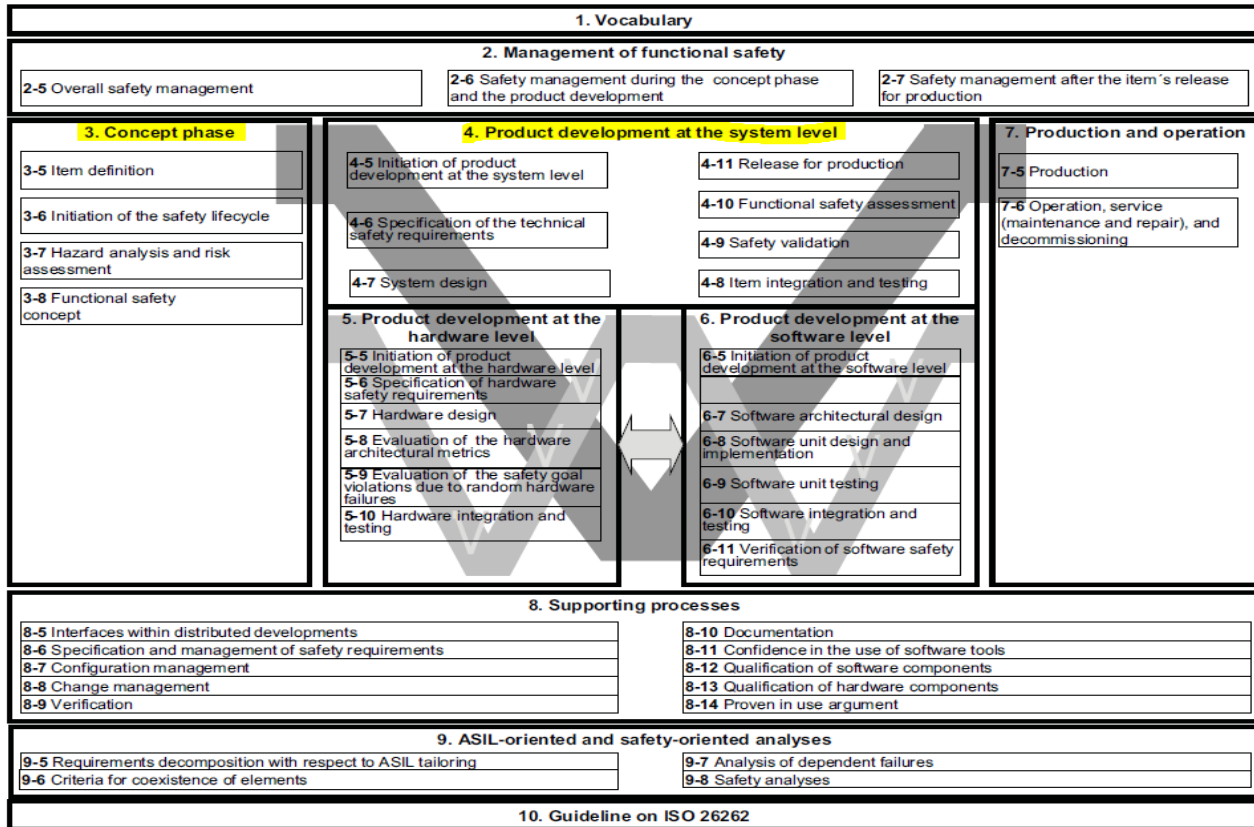 1. Vocabulary
2. Management of functional safety
2-5 Overall safety management
2-6 Safety management during the concept phase
and the product development
2-7 Safety management after the item´s release
for production
3. Concept phase
3-5 Item definition
3-6 Initiation of the safety lifecycle
3-7 Hazard analysis and risk
assessment
3-8 Functional safety
concept
4. Product development at the system level
4-5 Initiation of product
development at the system level
4-6 Specification of the technical
safety requirements
4-7 System design
4-11 Release for production
4-10 Functional safety assessment
4-9 Safety validation
4-8 Item integration and testing
5. Product development at the
hardware level
5-5 Initiation of product
development at the hardware level
5-6 Specification of hardware
safety requirements
5-7 Hardware design
5-8 Evaluation of the hardware
architectural metrics
5-9 Evaluation of the safety goal
violations due to random hardware
failures
5-10 Hardware integration and
testing
6. Product development at the
software level
6-5 Initiation of product
development at the software level
6-7 Software architectural design
6-8 Software unit design and
implementation
6-9 Software unit testing
6-10 Software integration and
testing
6-11 Verification of software safety
requirements
7. Production and operation
7-5 Production
7-6 Operation, service
(maintenance and repair), and
decommissioning
8. Supporting processes
8-5 Interfaces within distributed developments
8-6 Specification and management of safety requirements
8-7 Configuration management
8-8 Change management
8-9 Verification
8-10 Documentation
8-11 Confidence in the use of software tools
8-12 Qualification of software components
8-13 Qualification of hardware components
8-14 Proven in use argument
9. ASIL-oriented and safety-oriented analyses
9-5 Requirements decomposition with respect to ASIL tailoring
9-6 Criteria for coexistence of elements
9-7 Analysis of dependent failures
9-8 Safety analyses
10. Guideline on ISO 26262